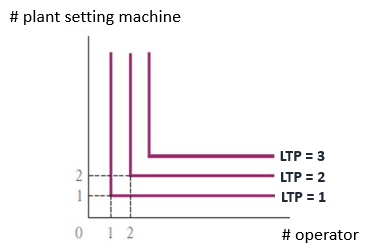 # plant setting machine
LTP = 3
2
LTP = 2
1
LTP = 1
0 1 2
# operator